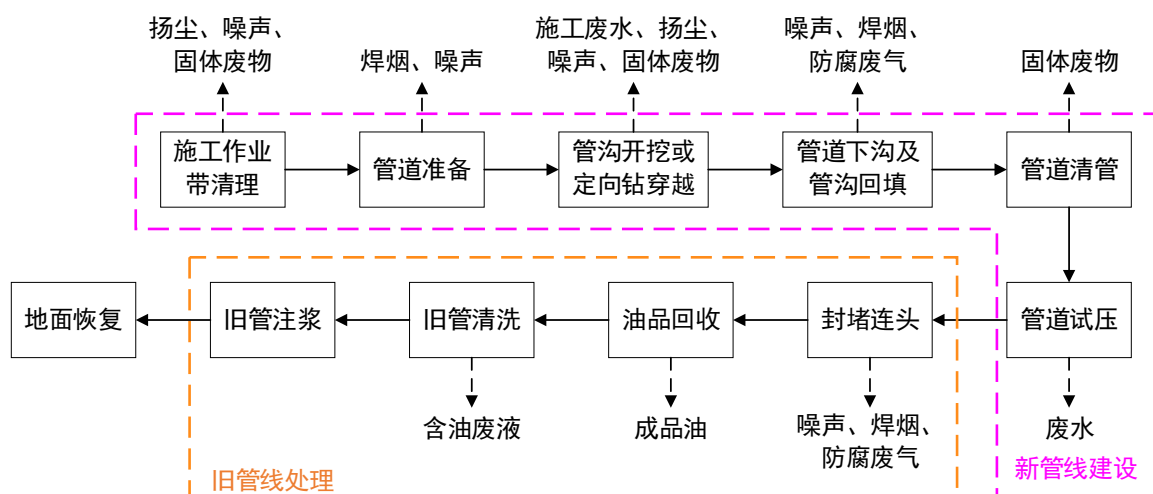 扬尘、噪声、
固体废物
焊烟、噪声
施工废水、扬尘、
噪声、固体废物
噪声、焊烟、
防腐废气
固体废物
施工作业
带清理
管道准备
管沟开挖或
定向钻穿越
管道下沟及
管沟回填
管道清管
地面恢复
旧管注浆
旧管清洗
油品回收
封堵连头
管道试压
含油废液
成品油
噪声、焊烟、
防腐废气
废水
旧管线处理
新管线建设